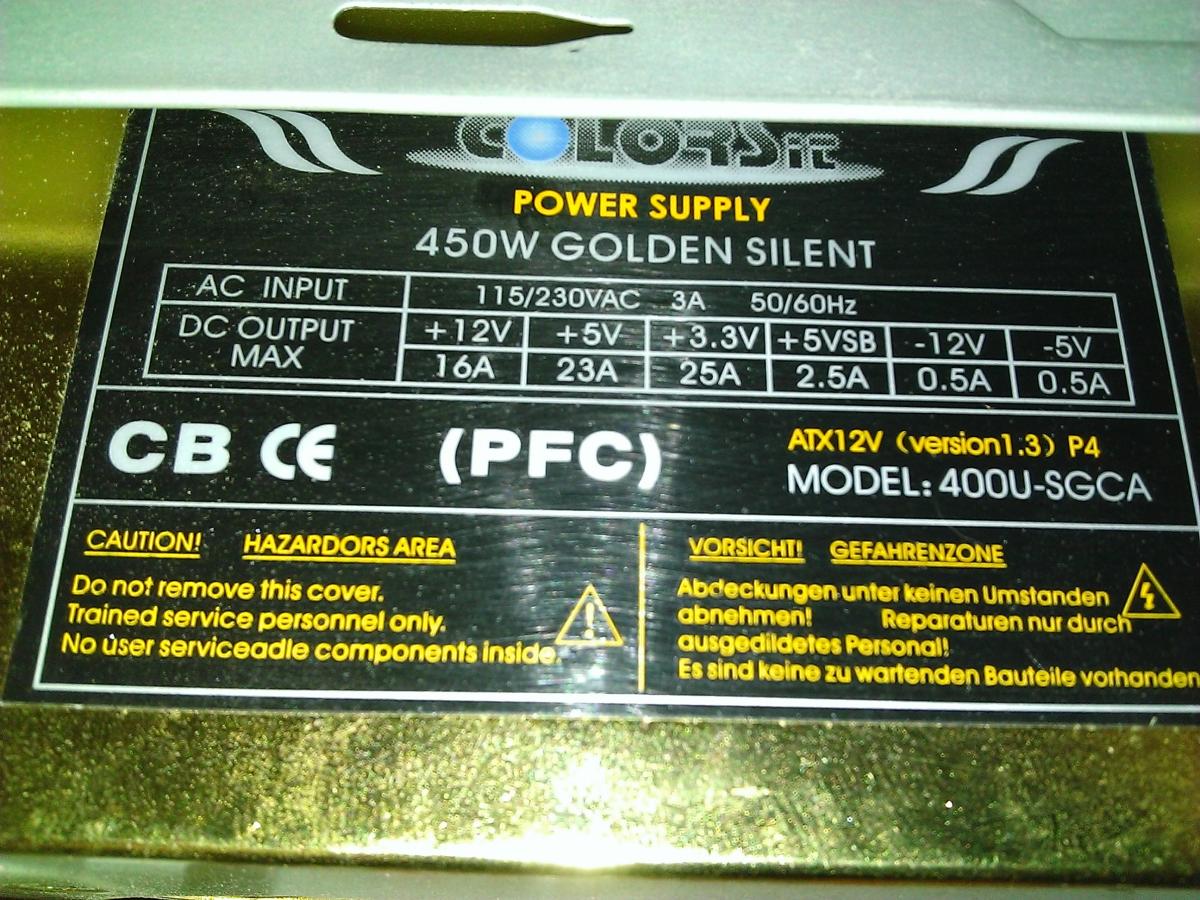 COLORSit
POWER SUPPLY
450W GOLDEN SILENT
AC INPUT 115/230VAC 3A 50/60Hz
DC OUTPUT MAX +12V +5V +3.3V +5VSB -12V -5V
16A 23A 25A 2.5A 0.5A 0.5A
CB CE (PFC)
ATX12V (version1.3) P4
MODEL: 400U-SGCA
CAUTION! HAZARDORS AREA
Do not remove this cover.
Trained service personnel only.
No user serviceadle components inside.
VORSICHT! GEFAHRENZONE
Abdeckungen unter keinen Umstanden
abnehmen! Reparaturen nur durch
ausgedildetes Personal!
Es sind keine zu wartenden Bauteile vorhanden